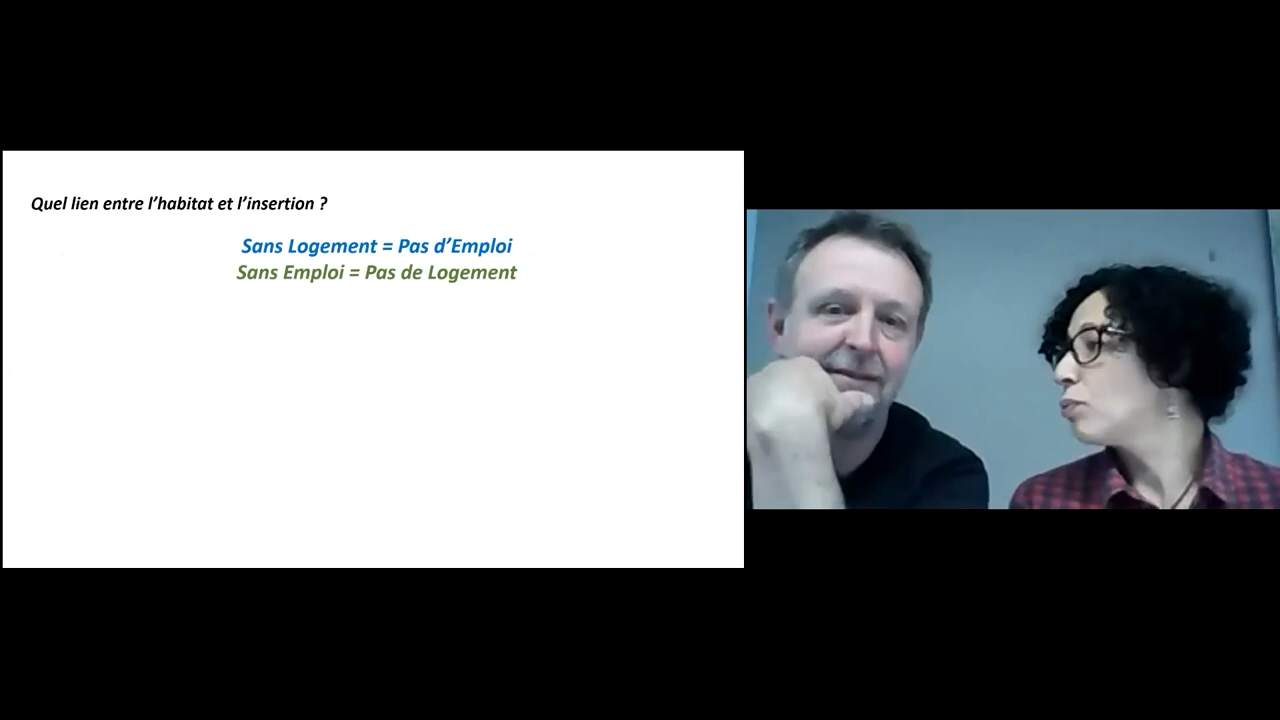 Quel lien entre l’habitat et l’insertion ?
Sans Logement = Pas d’Emploi
Sans Emploi = Pas de Logement